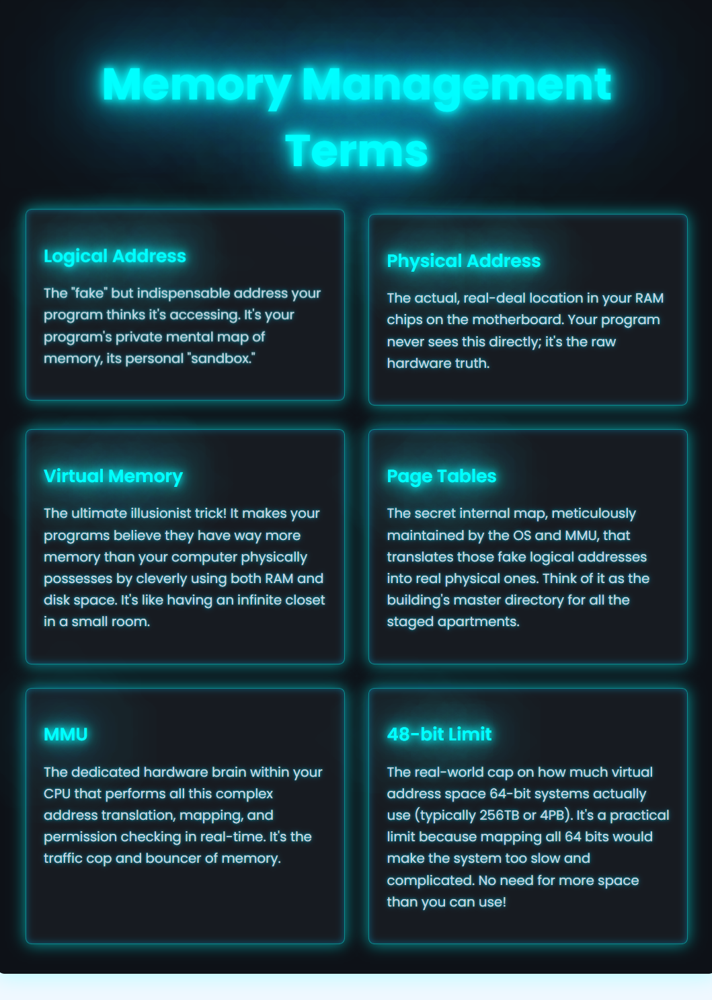 Memory Management
Terms
Logical Address
The "fake" but indispensable address your
program thinks it's accessing. It's your
program's private mental map of
memory, its personal "sandbox."
Physical Address
The actual, real-deal location in your RAM
chips on the motherboard. Your program
never sees this directly; it's the raw
hardware truth.
Virtual Memory
The ultimate illusionist trick! It makes your
programs believe they have way more
memory than your computer physically
possesses by cleverly using both RAM and
disk space. It's like having an infinite closet
in a small room.
Page Tables
The secret internal map, meticulously
maintained by the OS and MMU, that
translates those fake logical addresses
into real physical ones. Think of it as the
building's master directory for all the
staged apartments.
MMU
The dedicated hardware brain within your
CPU that performs all this complex
address translation, mapping, and
permission checking in real-time. It's the
traffic cop and bouncer of memory.
48-bit Limit
The real-world cap on how much virtual
address space 64-bit systems actually
use (typically 256TB or 4PB). It's a practical
limit because mapping all 64 bits would
make the system too slow and
complicated. No need for more space
than you can use!